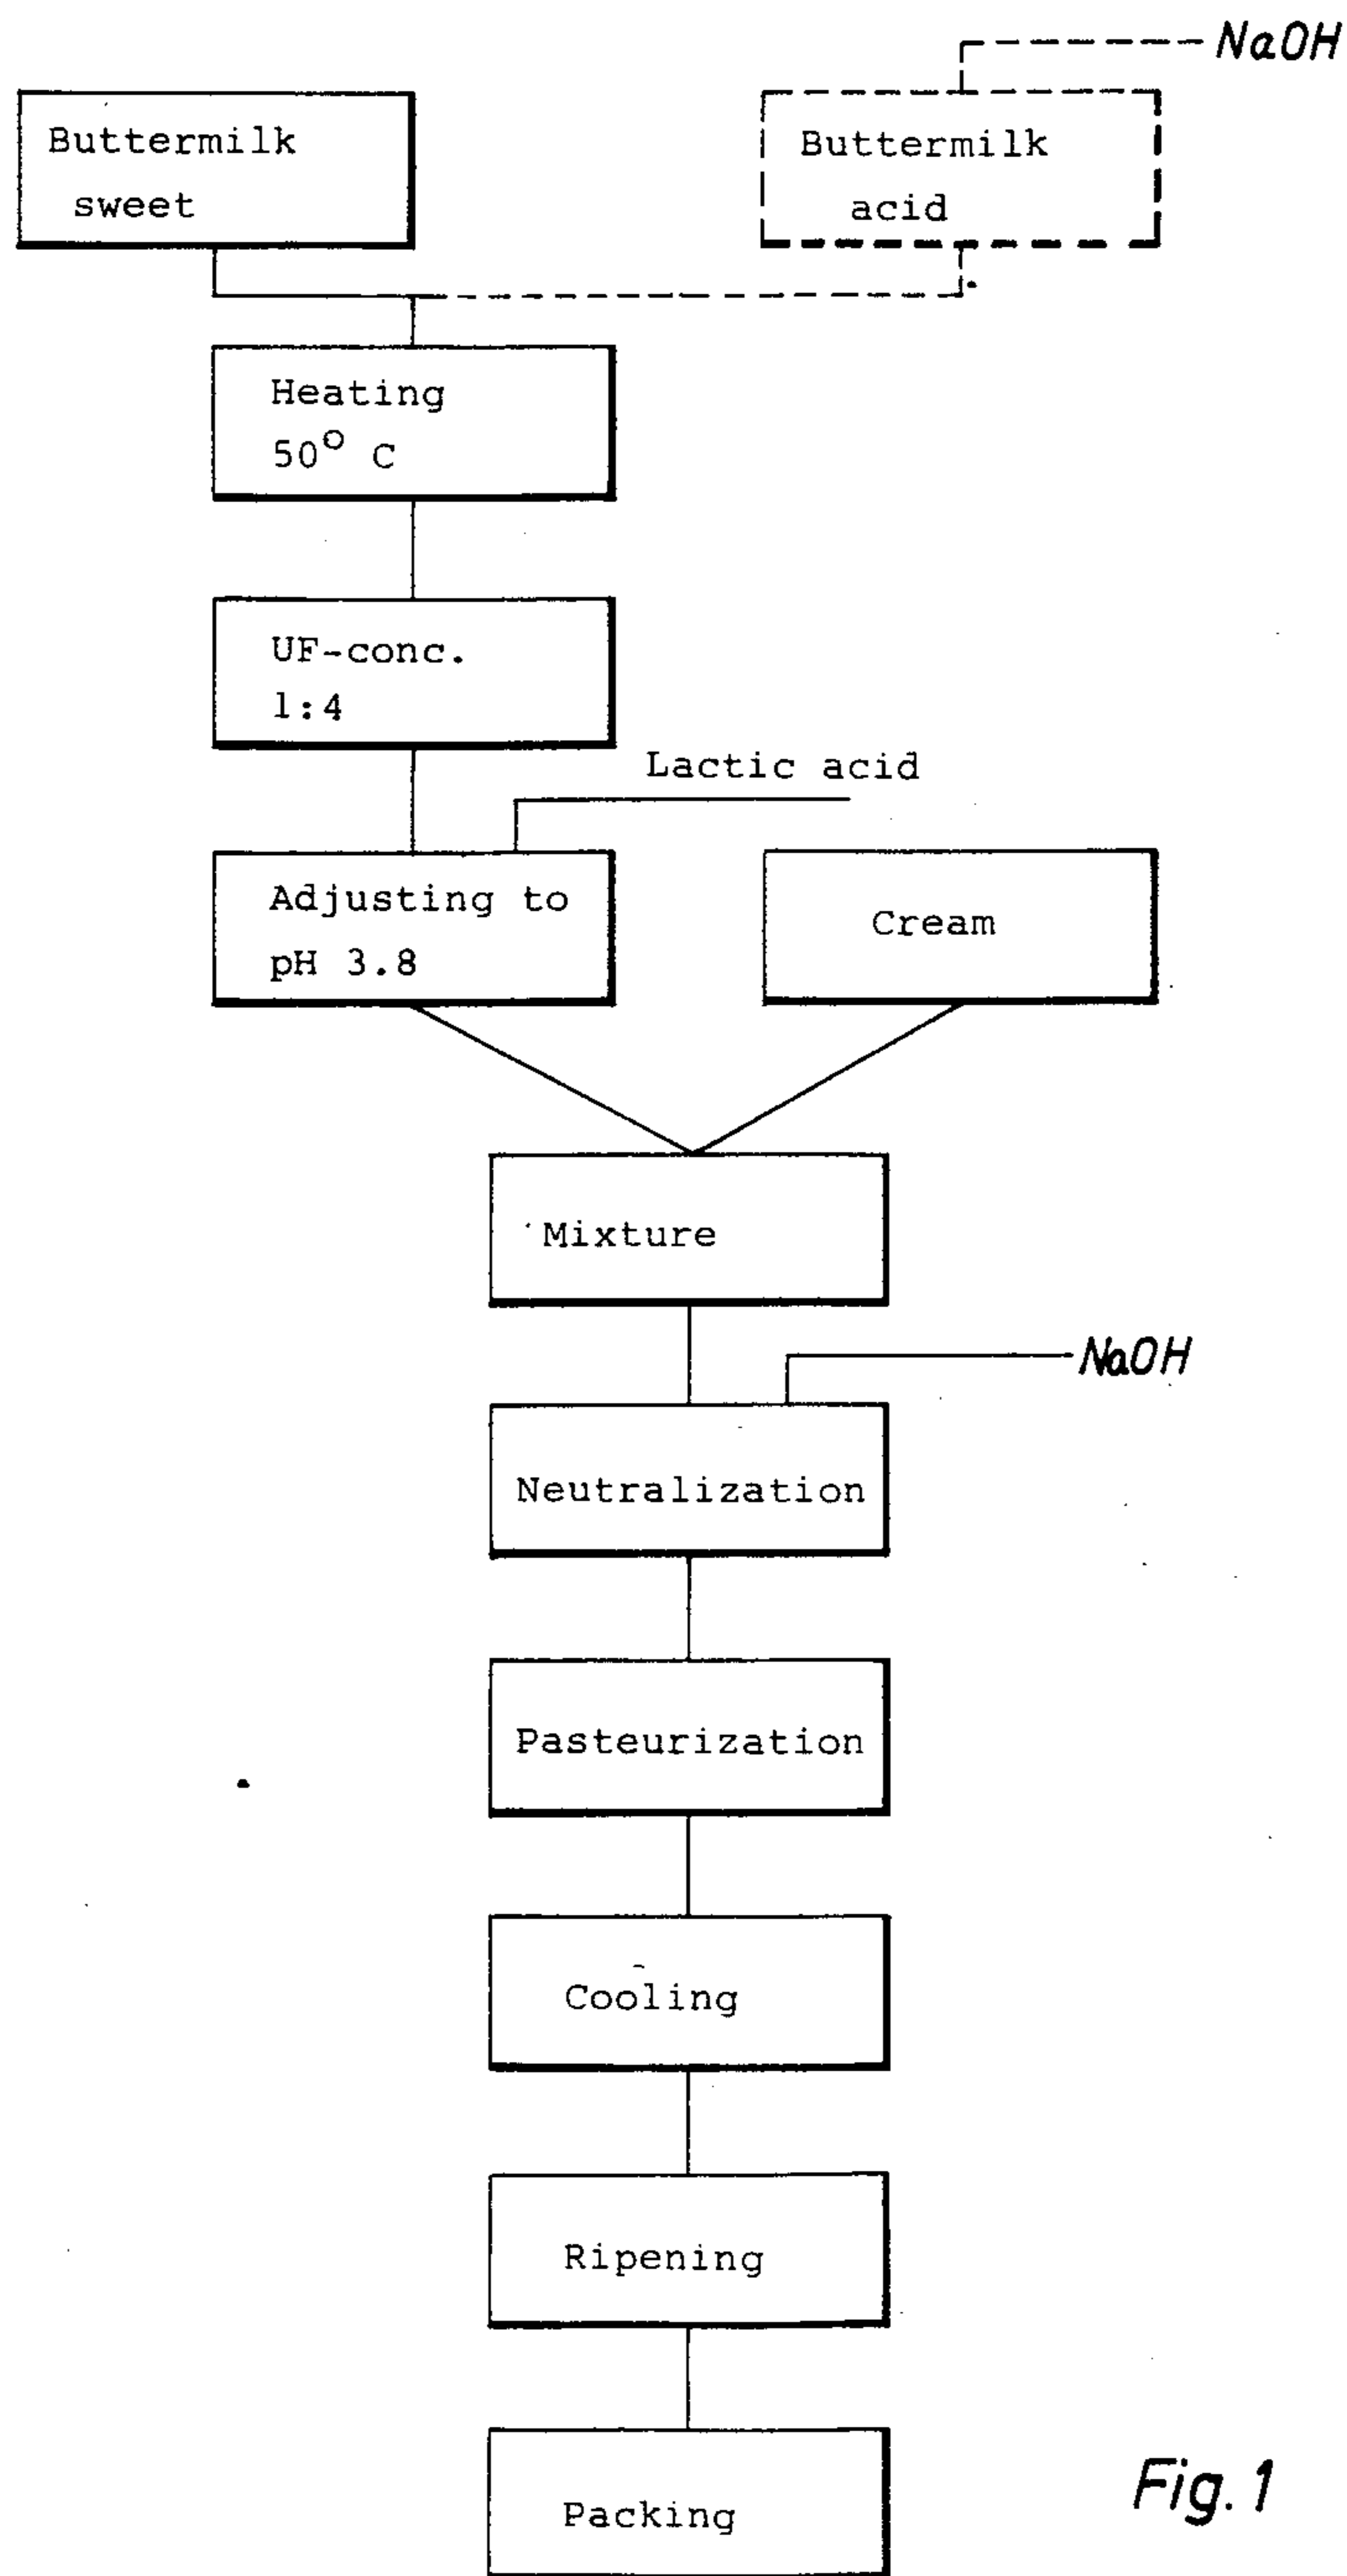 NaOH
Buttermilk
sweet
Buttermilk
acid
Heating
50° C
UF-conc.
1:4
Lactic acid
Adjusting to
pH 3.8
Cream
Mixture
NaOH
Neutralization
Pasteurization
Cooling
Ripening
Packing
Fig. 1